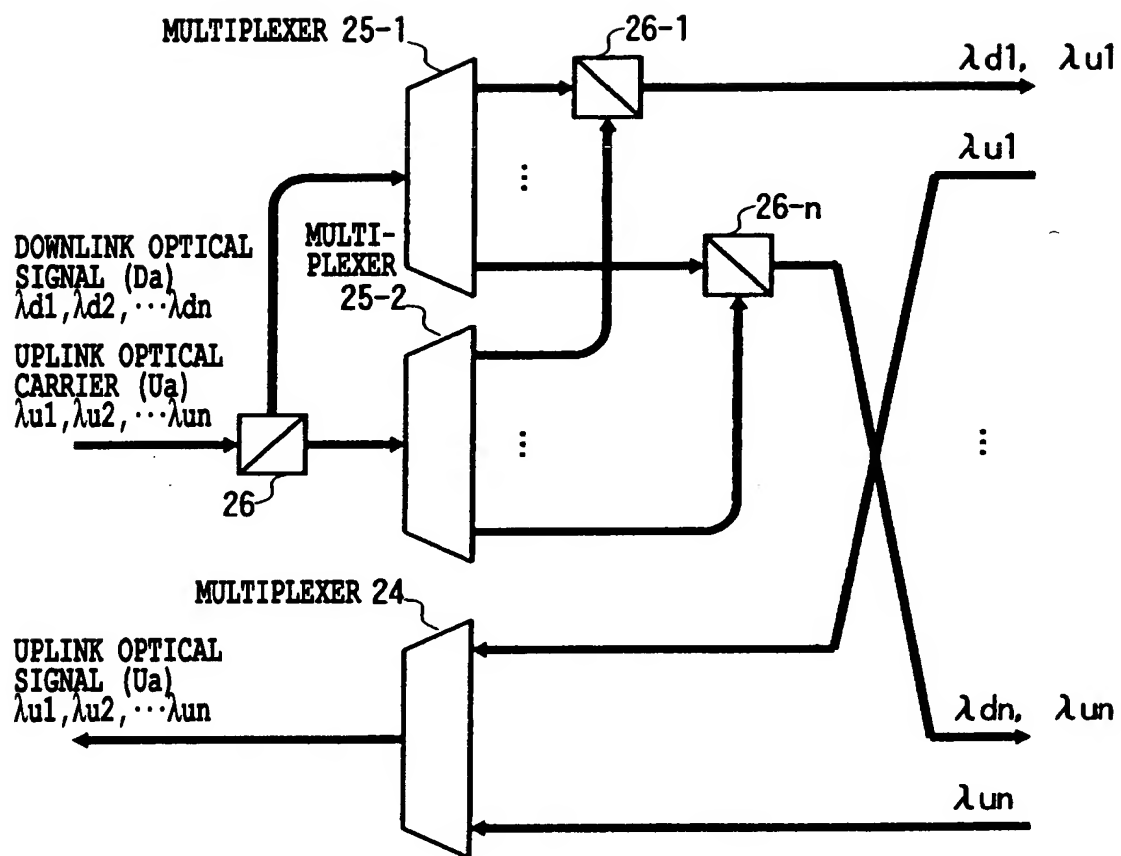 MULTIPLEXER 25-1
26-1
λd1, λu1
λu1
...
26-n
MULTI-
PLEXER
25-2
DOWNLINK OPTICAL
SIGNAL (Da)
λd1,λd2,···λdn
UPLINK OPTICAL
CARRIER (Ua)
λu1,λu2,···λun
26
...
...
MULTIPLEXER 24
UPLINK OPTICAL
SIGNAL (Ua)
λu1,λu2,···λun
λdn, λun
λun